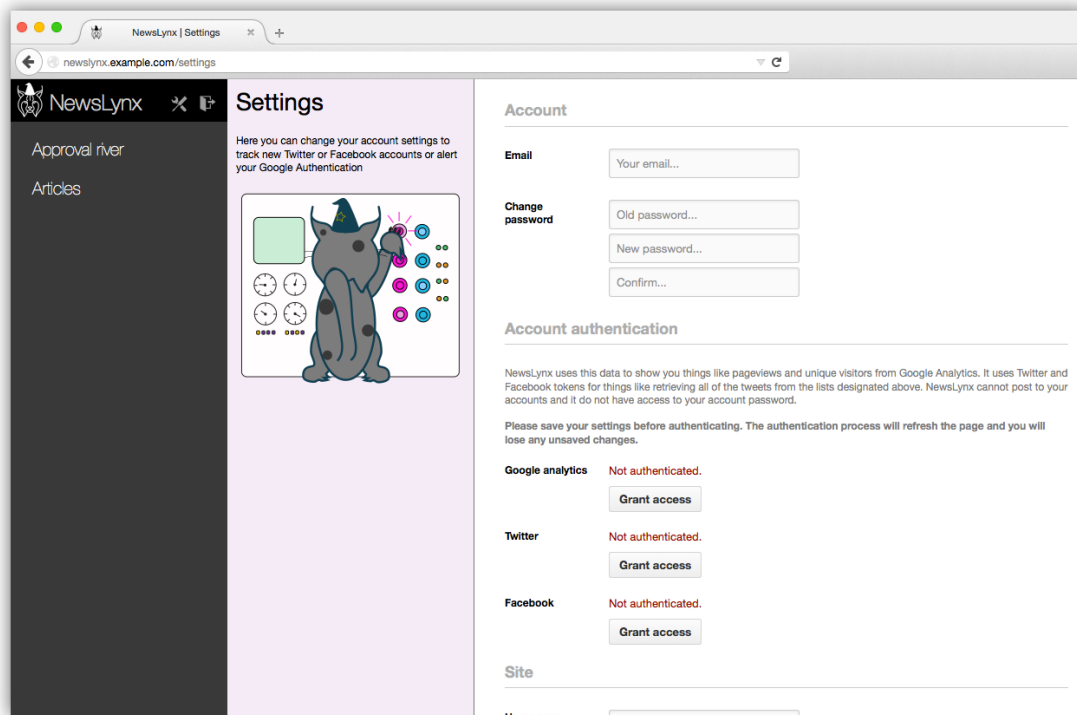 NewsLynx | Settings
newslynx.example.com/settings
NewsLynx
Approval river
Articles
Settings
Here you can change your account settings to
track new Twitter or Facebook accounts or alert
your Google Authentication
Account
Email
Your email...
Change
password
Old password...
New password...
Confirm...
Account authentication
NewsLynx uses this data to show you things like pageviews and unique visitors from Google Analytics. It uses Twitter and
Facebook tokens for things like retrieving all of the tweets from the lists designated above. NewsLynx cannot post to your
accounts and it do not have access to your account password.
Please save your settings before authenticating. The authentication process will refresh the page and you will
lose any unsaved changes.
Google analytics
Not authenticated.
Grant access
Twitter
Not authenticated.
Grant access
Facebook
Not authenticated.
Grant access
Site